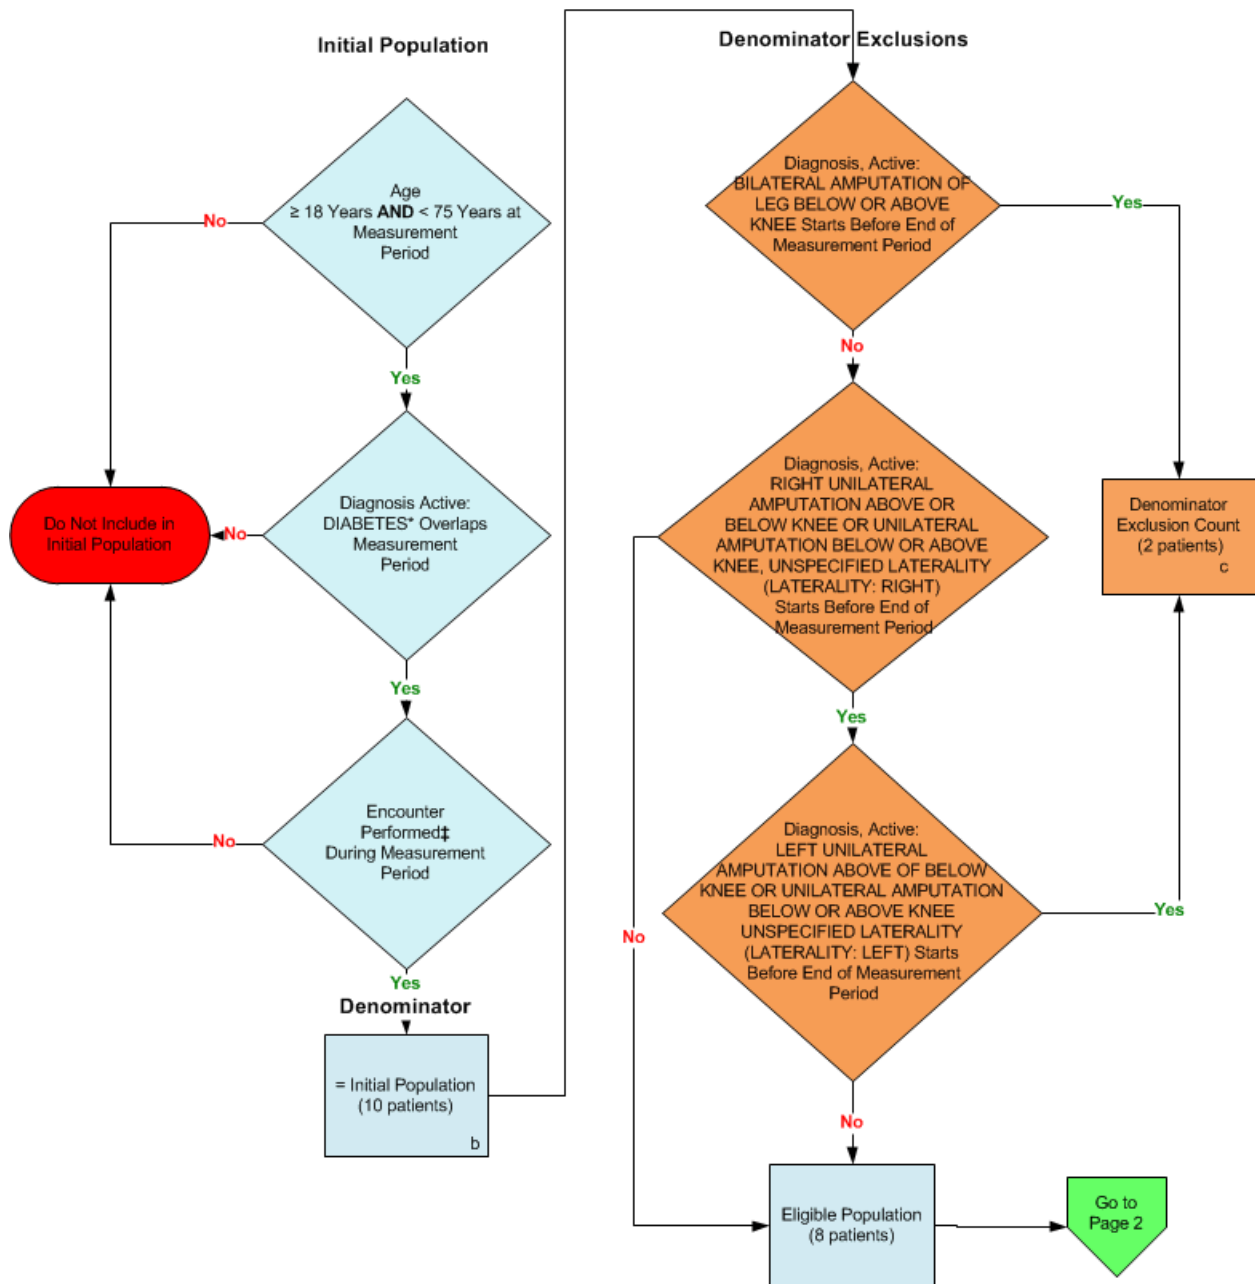 Initial Population
Age
≥ 18 Years AND < 75 Years at
Measurement
Period
No
Yes
Diagnosis Active:
DIABETES* Overlaps
Measurement
Period
No
Do Not Include in
Initial Population
Yes
Encounter
Performed‡
During Measurement
Period
No
Yes
Denominator
= Initial Population
(10 patients)
b
Denominator Exclusions
Diagnosis, Active:
BILATERAL AMPUTATION OF
LEG BELOW OR ABOVE
KNEE Starts Before End of
Measurement Period
Yes
No
Diagnosis, Active:
RIGHT UNILATERAL
AMPUTATION ABOVE OR
BELOW KNEE OR UNILATERAL
AMPUTATION BELOW OR ABOVE
KNEE, UNSPECIFIED LATERALITY
(LATERALITY: RIGHT)
Starts Before End of
Measurement Period
Denominator
Exclusion Count
(2 patients)
c
Yes
No
Diagnosis, Active:
LEFT UNILATERAL
AMPUTATION ABOVE OF BELOW
KNEE OR UNILATERAL AMPUTATION
BELOW OR ABOVE KNEE
UNSPECIFIED LATERALITY
(LATERALITY: LEFT) Starts
Before End of Measurement
Period
Yes
No
Eligible Population
(8 patients)
Go to
Page 2